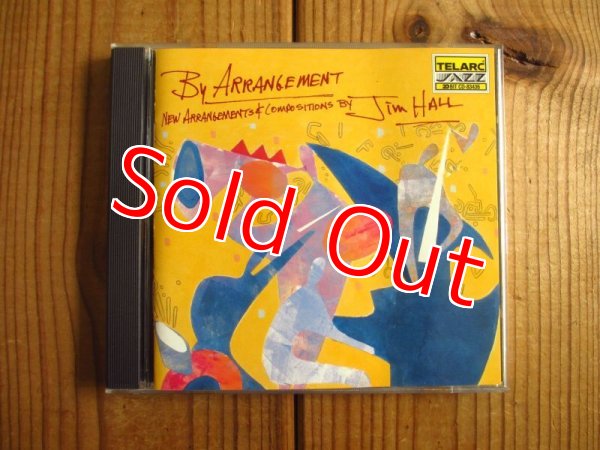 By ARRANGEMENT
NEW ARRANGEMENTS & COMPOSITIONS BY JIM HALL
TELARC
JAZZ
Sold Out